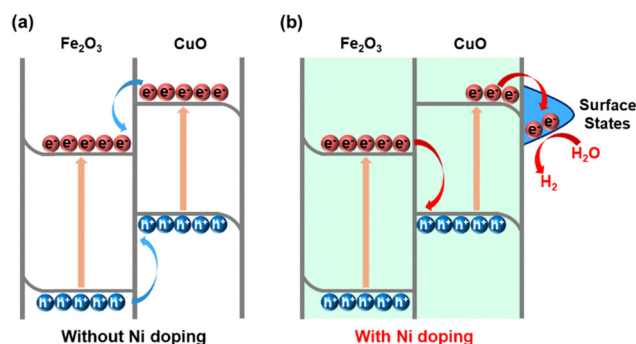 (a)
Fe₂O₃ CuO
e⁻ e⁻ e⁻ e⁻ e⁻
e⁻ e⁻ e⁻ e⁻ e⁻
h⁺ h⁺ h⁺ h⁺ h⁺
h⁺ h⁺ h⁺ h⁺ h⁺
Without Ni doping
(b)
Fe₂O₃ CuO
e⁻ e⁻ e⁻
e⁻ e⁻
Surface
States
e⁻ e⁻ e⁻ e⁻ e⁻
H₂O
H₂
h⁺ h⁺ h⁺ h⁺ h⁺
h⁺ h⁺ h⁺ h⁺ h⁺
With Ni doping